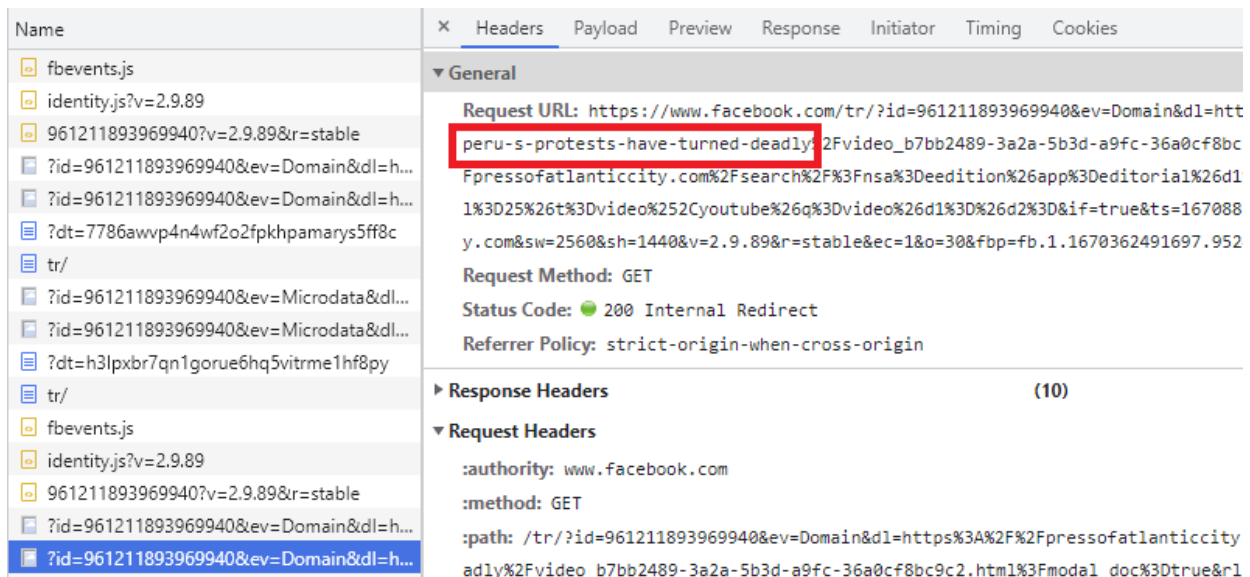 Name
fbevents.js
identity.js?v=2.9.89
961211893969940?v=2.9.89&r=stable
?id=961211893969940&ev=Domain&dl=h...
?id=961211893969940&ev=Domain&dl=h...
?dt=7786awvp4n4wf2o2fpkhpamarys5ff8c
tr/
?id=961211893969940&ev=Microdata&dl...
?id=961211893969940&ev=Microdata&dl...
?dt=h3lpxbr7qn1gorue6hq5vitrme1hf8py
tr/
fbevents.js
identity.js?v=2.9.89
961211893969940?v=2.9.89&r=stable
?id=961211893969940&ev=Domain&dl=h...
?id=961211893969940&ev=Domain&dl=h...
× Headers Payload Preview Response Initiator Timing Cookies
▼ General
Request URL: https://www.facebook.com/tr/?id=961211893969940&ev=Domain&dl=htt
peru-s-protests-have-turned-deadly%2Fvideo_b7bb2489-3a2a-5b3d-a9fc-36a0cf8bc
Fpressofatlanticcity.com%2Fsearch%2F%3Fnsa%3Deedition%26app%3Deditorial%26d1
l%3D25%26t%3Dvideo%252Cyoutube%26q%3Dvideo%26d1%3D%26d2%3D&if=true&ts=167088
y.com&sw=2560&sh=1440&v=2.9.89&r=stable&ec=1&o=30&fbp=fb.1.1670362491697.952
Request Method: GET
Status Code: 200 Internal Redirect
Referrer Policy: strict-origin-when-cross-origin
▶ Response Headers (10)
▼ Request Headers
:authority: www.facebook.com
:method: GET
:path: /tr/?id=961211893969940&ev=Domain&dl=https%3A%2F%2Fpressofatlanticcity
adly%2Fvideo_b7bb2489-3a2a-5b3d-a9fc-36a0cf8bc9c2.html%3Fmodal_doc%3Dtrue&rl